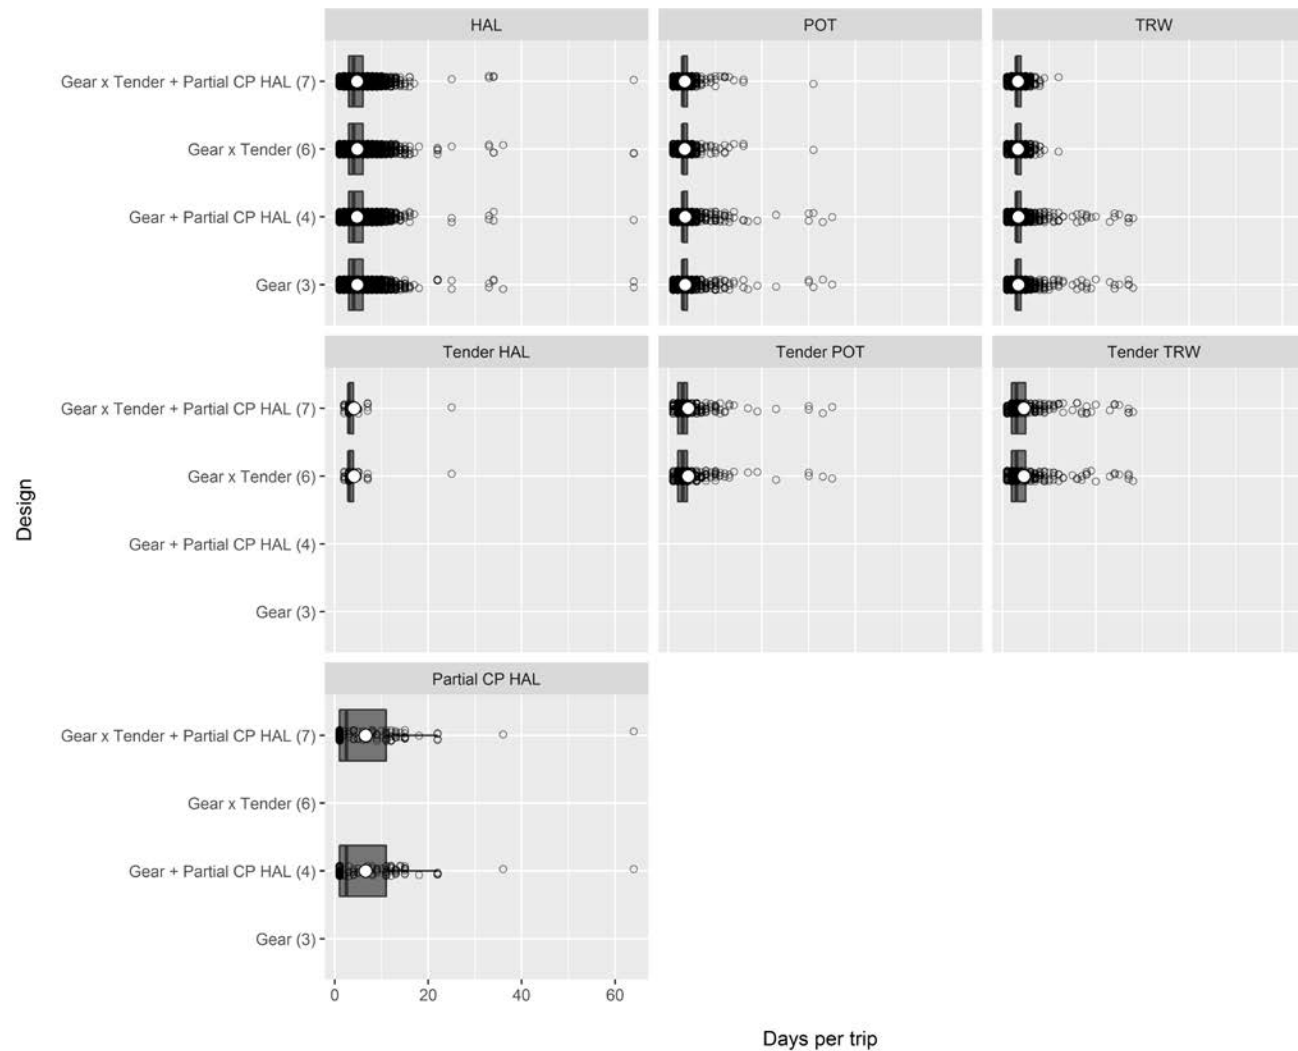 HAL POT TRW
Gear x Tender + Partial CP HAL (7)
Gear x Tender (6)
Gear + Partial CP HAL (4)
Gear (3)
Tender HAL Tender POT Tender TRW
Gear x Tender + Partial CP HAL (7)
Gear x Tender (6)
Gear + Partial CP HAL (4)
Gear (3)
Design
Partial CP HAL
Gear x Tender + Partial CP HAL (7)
Gear x Tender (6)
Gear + Partial CP HAL (4)
Gear (3)
0 20 40 60
Days per trip